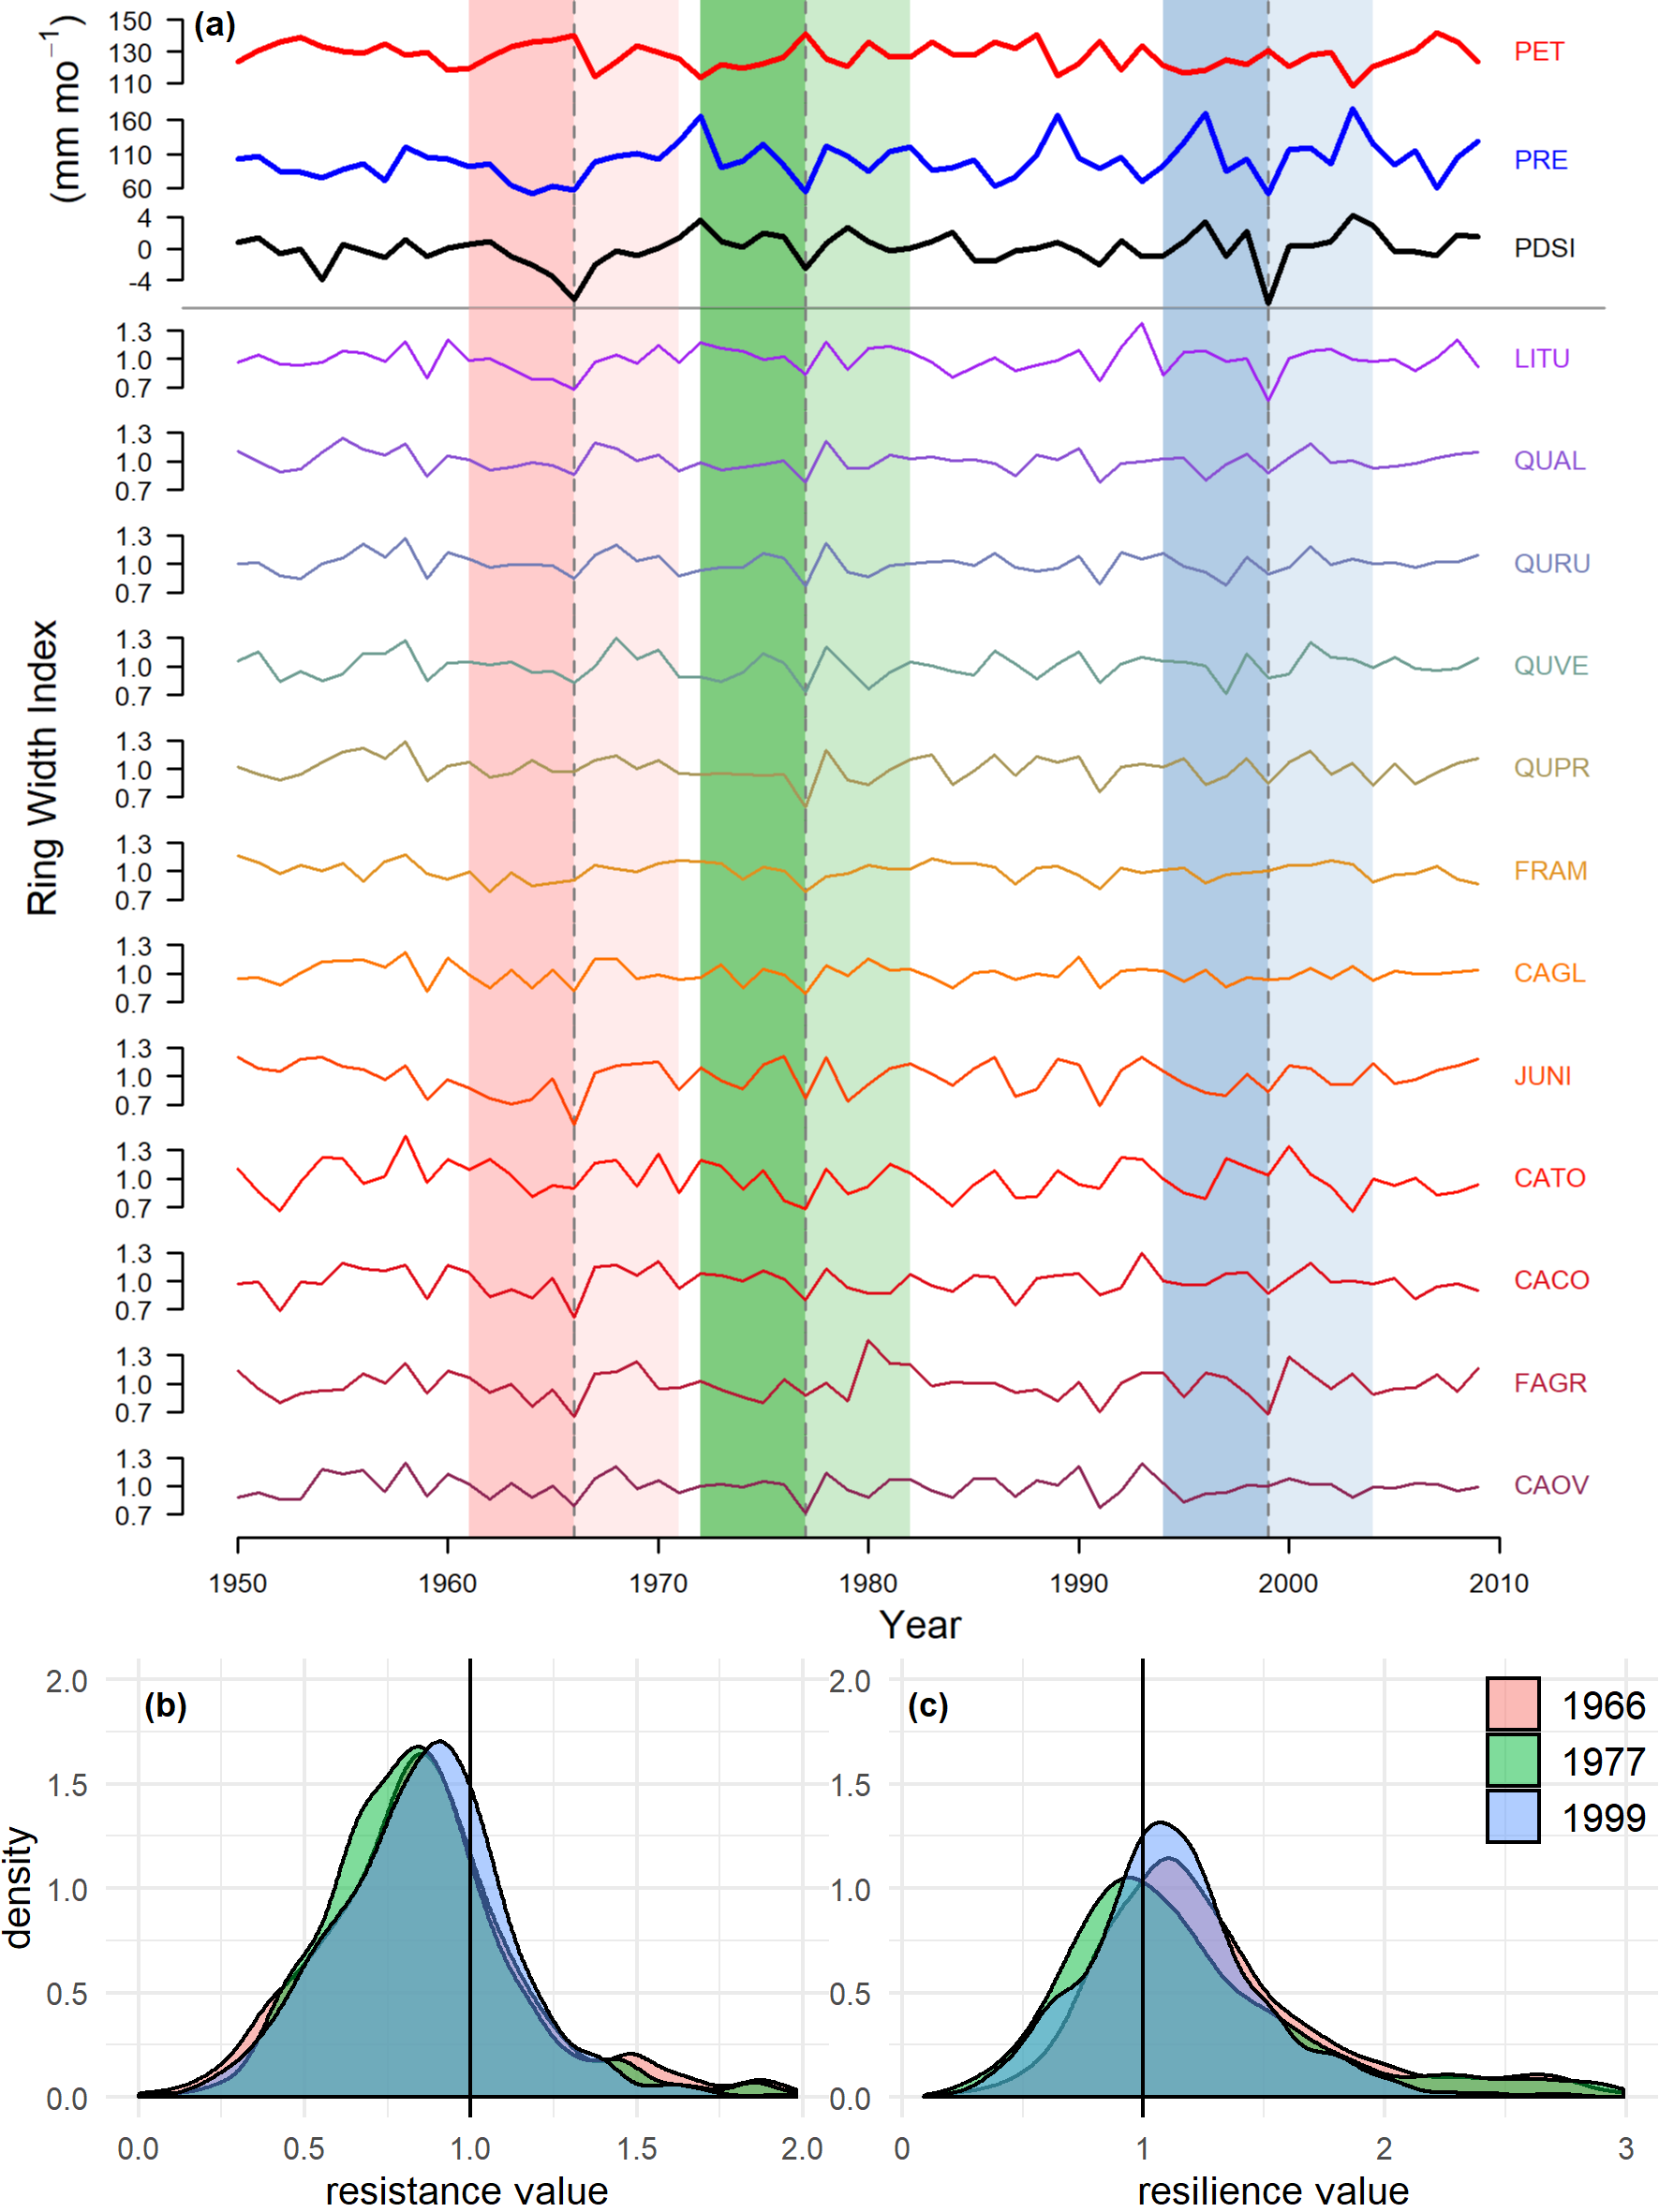 (a)
(mm mo⁻¹)
150
130
110
PET
160
110
60
PRE
4
0
-4
PDSI
Ring Width Index
1.3
1.0
0.7
LITU
1.3
1.0
0.7
QUAL
1.3
1.0
0.7
QURU
1.3
1.0
0.7
QUVE
1.3
1.0
0.7
QUPR
1.3
1.0
0.7
FRAM
1.3
1.0
0.7
CAGL
1.3
1.0
0.7
JUNI
1.3
1.0
0.7
CATO
1.3
1.0
0.7
CACO
1.3
1.0
0.7
FAGR
1.3
1.0
0.7
CAOV
1950 1960 1970 1980 1990 2000 2010
Year
(b)
density
2.0
1.5
1.0
0.5
0.0
0.0 0.5 1.0 1.5 2.0
resistance value
(c)
2.0
1.5
1.0
0.5
0.0
0 1 2 3
resilience value
1966
1977
1999